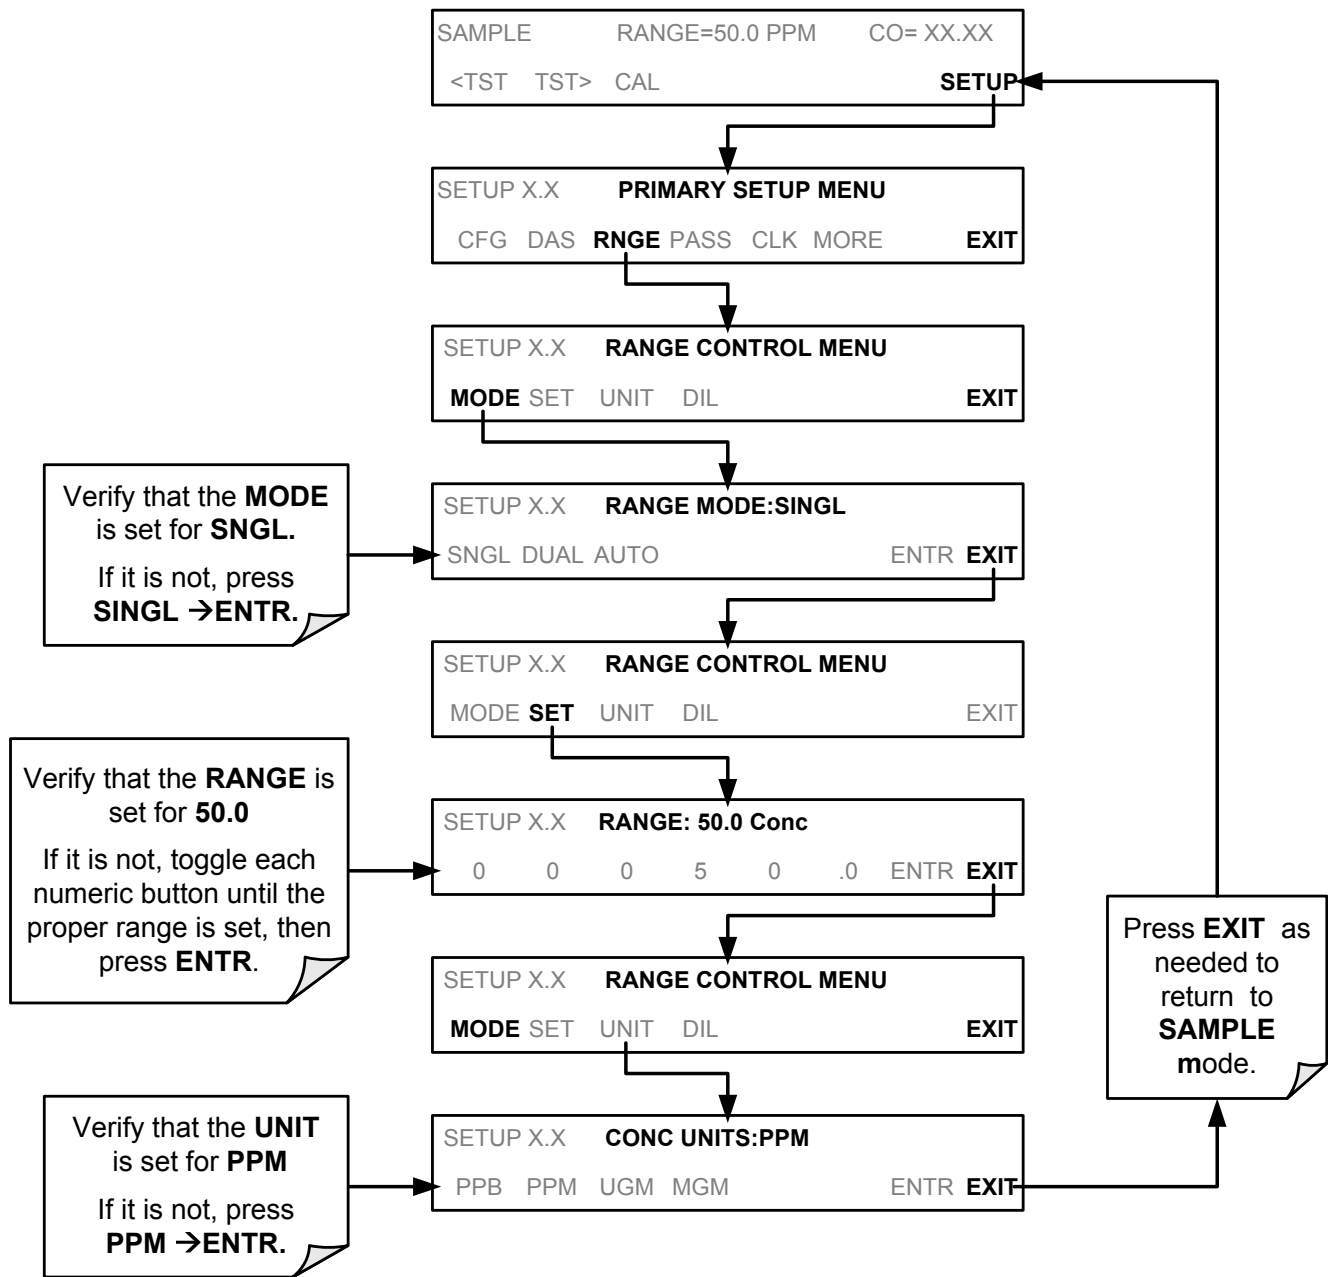 SAMPLE RANGE=50.0 PPM CO= XX.XX
<TST TST> CAL SETUP
SETUP X.X PRIMARY SETUP MENU
CFG DAS RNGE PASS CLK MORE EXIT
SETUP X.X RANGE CONTROL MENU
MODE SET UNIT DIL EXIT
Verify that the MODE
is set for SNGL.
If it is not, press
SINGL →ENTR.
SETUP X.X RANGE MODE:SINGL
SNGL DUAL AUTO ENTR EXIT
SETUP X.X RANGE CONTROL MENU
MODE SET UNIT DIL EXIT
Verify that the RANGE is
set for 50.0
If it is not, toggle each
numeric button until the
proper range is set, then
press ENTR.
SETUP X.X RANGE: 50.0 Conc
0 0 0 5 0 .0 ENTR EXIT
SETUP X.X RANGE CONTROL MENU
MODE SET UNIT DIL EXIT
Press EXIT as
needed to
return to
SAMPLE
mode.
Verify that the UNIT
is set for PPM
If it is not, press
PPM →ENTR.
SETUP X.X CONC UNITS:PPM
PPB PPM UGM MGM ENTR EXIT